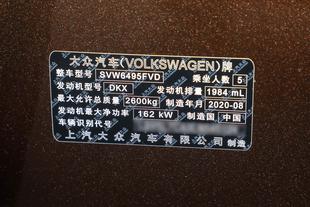 大众汽车(VOLKSWAGEN)牌
整车型号 SVW6495FVD 乘坐人数 5
发动机型号 DKX 发动机排量 1984 mL
最大允许总质量 2600kg 制造年月 2020-08
发动机最大净功率 162 kW 制造国 中国
车辆识别代号
上汽大众汽车有限公司 制造